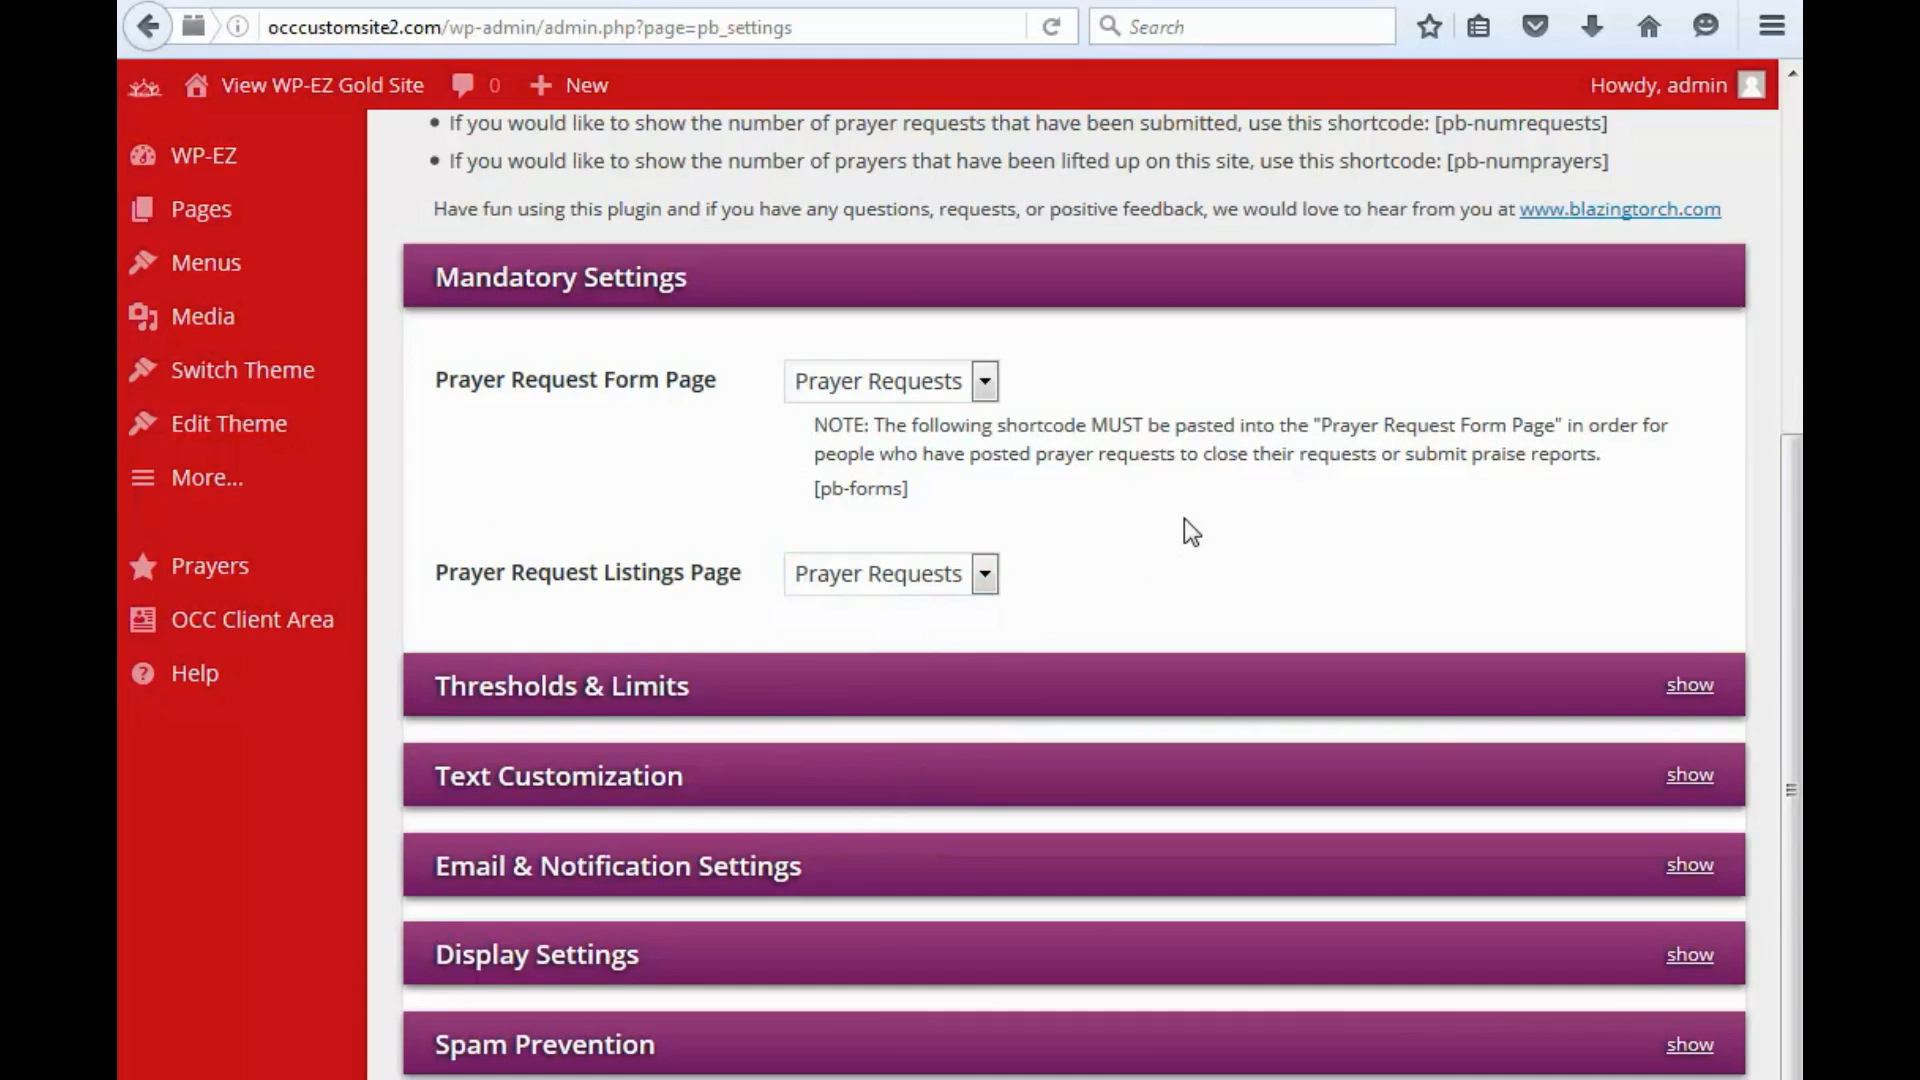 occcustomsite2.com/wp-admin/admin.php?page=pb_settings
Search
View WP-EZ Gold Site
0
New
Howdy, admin
WP-EZ
Pages
Menus
Media
Switch Theme
Edit Theme
More...
Prayers
OCC Client Area
Help
• If you would like to show the number of prayer requests that have been submitted, use this shortcode: [pb-numrequests]
• If you would like to show the number of prayers that have been lifted up on this site, use this shortcode: [pb-numprayers]
Have fun using this plugin and if you have any questions, requests, or positive feedback, we would love to hear from you at www.blazingtorch.com
Mandatory Settings
Prayer Request Form Page
Prayer Requests
NOTE: The following shortcode MUST be pasted into the "Prayer Request Form Page" in order for
people who have posted prayer requests to close their requests or submit praise reports.
[pb-forms]
Prayer Request Listings Page
Prayer Requests
Thresholds & Limits
show
Text Customization
show
Email & Notification Settings
show
Display Settings
show
Spam Prevention
show